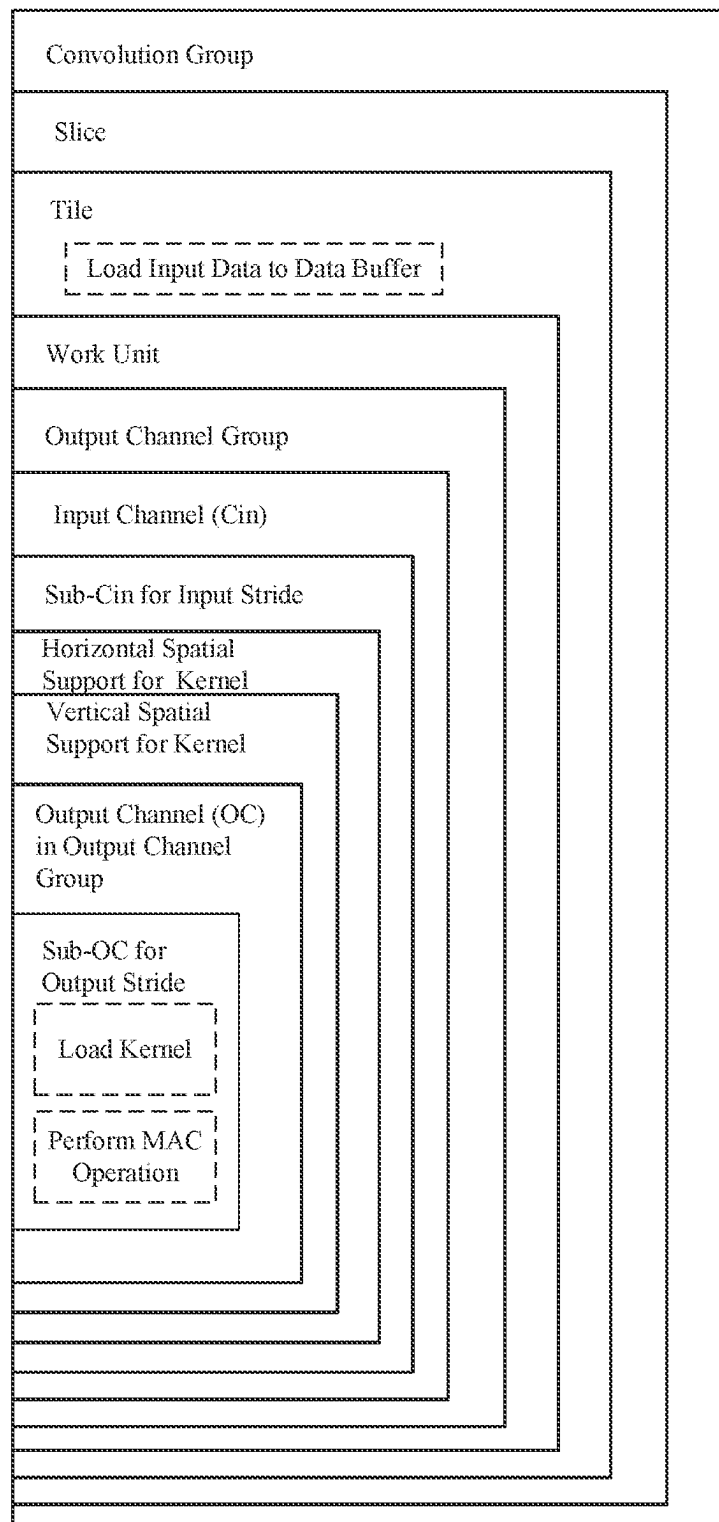 Convolution Group
Slice
Tile
Load Input Data to Data Buffer
Work Unit
Output Channel Group
Input Channel (Cin)
Sub-Cin for Input Stride
Horizontal Spatial
Support for Kernel
Vertical Spatial
Support for Kernel
Output Channel (OC)
in Output Channel
Group
Sub-OC for
Output Stride
Load Kernel
Perform MAC
Operation